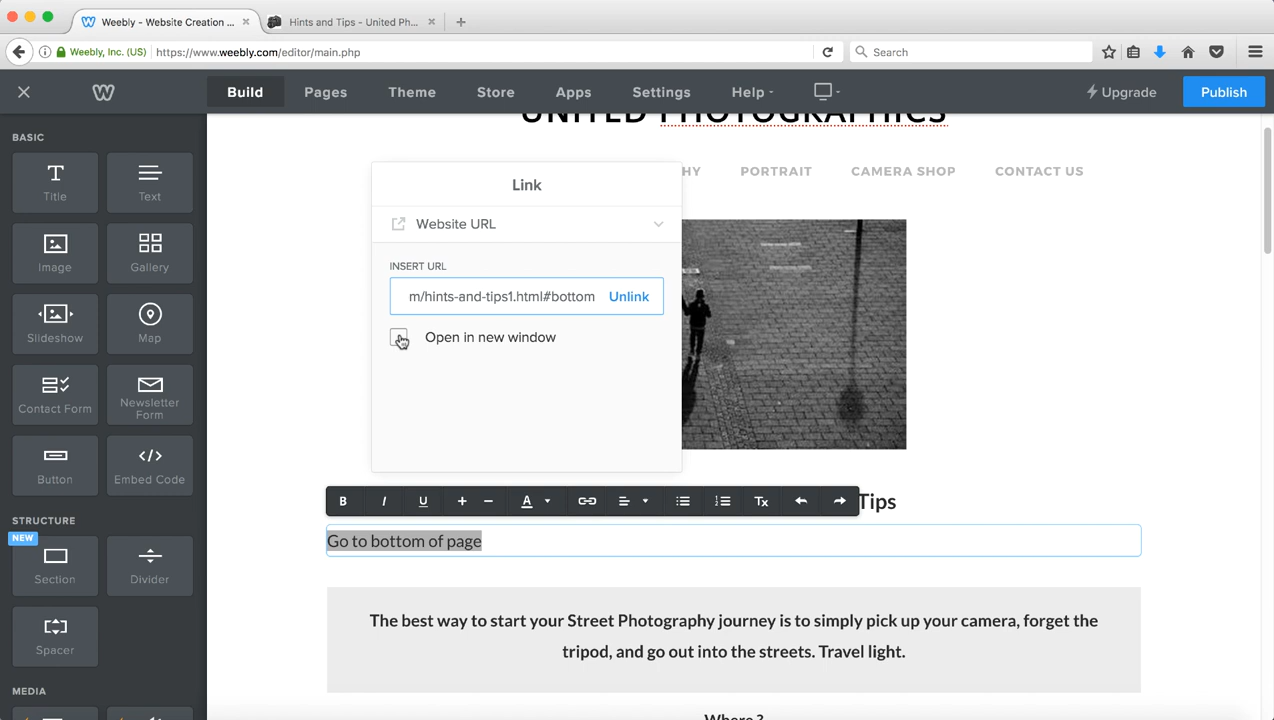 Weebly - Website Creation ...
Hints and Tips - United Ph...
Weebly, Inc. (US)
https://www.weebly.com/editor/main.php
Search
Build
Pages
Theme
Store
Apps
Settings
Help
Upgrade
Publish
BASIC
Title
Text
Image
Gallery
Slideshow
Map
Contact Form
Newsletter
Form
Button
Embed Code
STRUCTURE
NEW
Section
Divider
Spacer
MEDIA
UNITED PHOTOGRAPHICS
HY
PORTRAIT
CAMERA SHOP
CONTACT US
Link
Website URL
INSERT URL
m/hints-and-tips1.html#bottom
Unlink
Open in new window
B
I
U
A
Tx
Tips
Go to bottom of page
The best way to start your Street Photography journey is to simply pick up your camera, forget the
tripod, and go out into the streets. Travel light.
Where ?